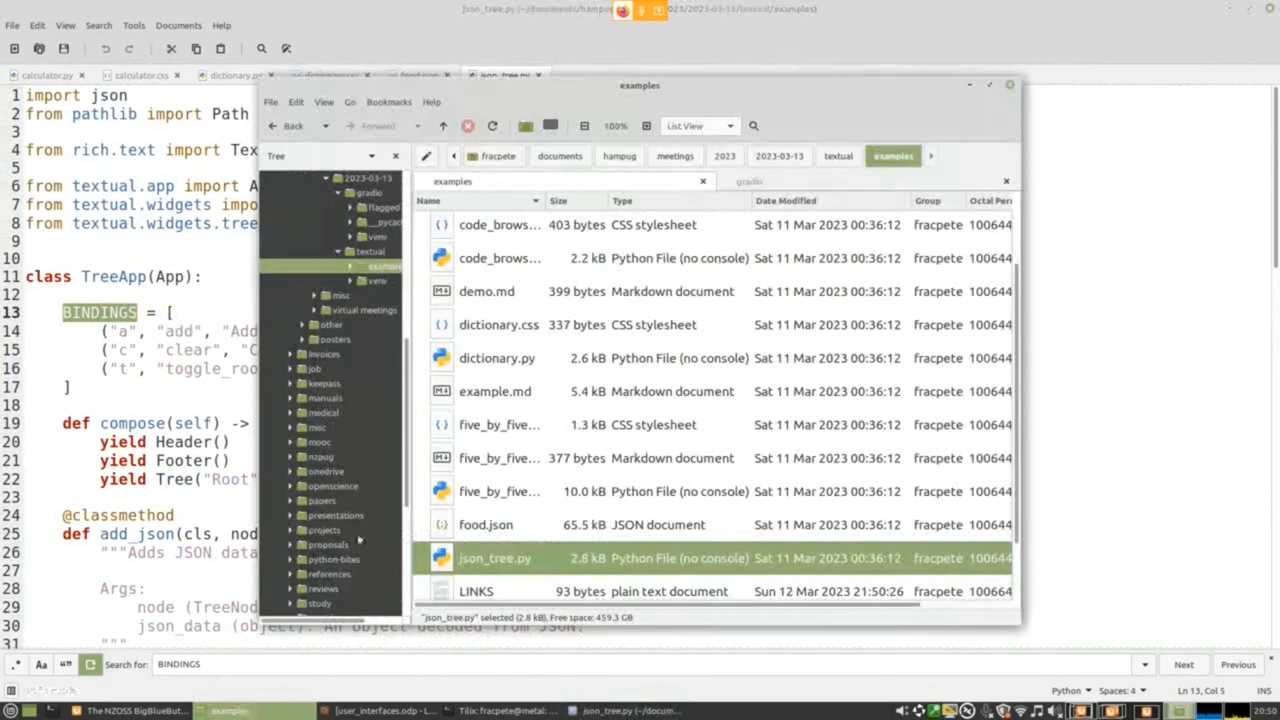 json_tree.py (~/documents/hampug 023/2023-03-13/textual/examples)
File Edit View Search Tools Documents Help
calculator.py calculator.css dictionary.py dictionary.css food.json json_tree.py
examples
File Edit View Go Bookmarks Help
Back Forward 100% List View
Tree fracpete documents hampug meetings 2023 2023-03-13 textual examples
examples gradio
Name Size Type Date Modified Group Octal Per
2023-03-13
gradio
flagged
__pycac
venv
textual
example
venv
misc
virtual meetings
other
posters
invoices
job
keepass
manuals
medical
misc
mooc
nzpug
onedrive
openscience
papers
presentations
projects
proposals
python-bites
references
reviews
study
code_brows... 403 bytes CSS stylesheet Sat 11 Mar 2023 00:36:12 fracpete 100644
code_brows... 2.2 kB Python File (no console) Sat 11 Mar 2023 00:36:12 fracpete 100644
demo.md 399 bytes Markdown document Sat 11 Mar 2023 00:36:12 fracpete 100644
dictionary.css 337 bytes CSS stylesheet Sat 11 Mar 2023 00:36:12 fracpete 100644
dictionary.py 2.6 kB Python File (no console) Sat 11 Mar 2023 00:36:12 fracpete 100644
example.md 5.4 kB Markdown document Sat 11 Mar 2023 00:36:12 fracpete 100644
five_by_five... 1.3 kB CSS stylesheet Sat 11 Mar 2023 00:36:12 fracpete 100644
five_by_five... 377 bytes Markdown document Sat 11 Mar 2023 00:36:12 fracpete 100644
five_by_five... 10.0 kB Python File (no console) Sat 11 Mar 2023 00:36:12 fracpete 100644
food.json 65.5 kB JSON document Sat 11 Mar 2023 00:36:12 fracpete 100644
json_tree.py 2.8 kB Python File (no console) Sat 11 Mar 2023 00:36:12 fracpete 100644
LINKS 93 bytes plain text document Sun 12 Mar 2023 21:50:26 fracpete 100664
"json_tree.py" selected (2.8 kB), Free space: 459.3 GB
1 import json
2 from pathlib import Path
3
4 from rich.text import Tex
5
6 from textual.app import A
7 from textual.widgets impo
8 from textual.widgets.tree
9
10
11 class TreeApp(App):
12
13 BINDINGS = [
14 ("a", "add", "Add
15 ("c", "clear", "C
16 ("t", "toggle_roo
17 ]
18
19 def compose(self) ->
20 yield Header()
21 yield Footer()
22 yield Tree("Root"
23
24 @classmethod
25 def add_json(cls, nod
26 """Adds JSON data
27
28 Args:
29 node (TreeNod
30 json_data (object): An object decoded from JSON.
31 """
.* Aa “” Search for: BINDINGS Next Previous
Python Spaces: 4 Ln 13, Col 5 INS
The NZOSS BigBlueBut... examples [user_interfaces.odp - L... Tilix: fracpete@metal: ... json_tree.py (~/docum... 20:50